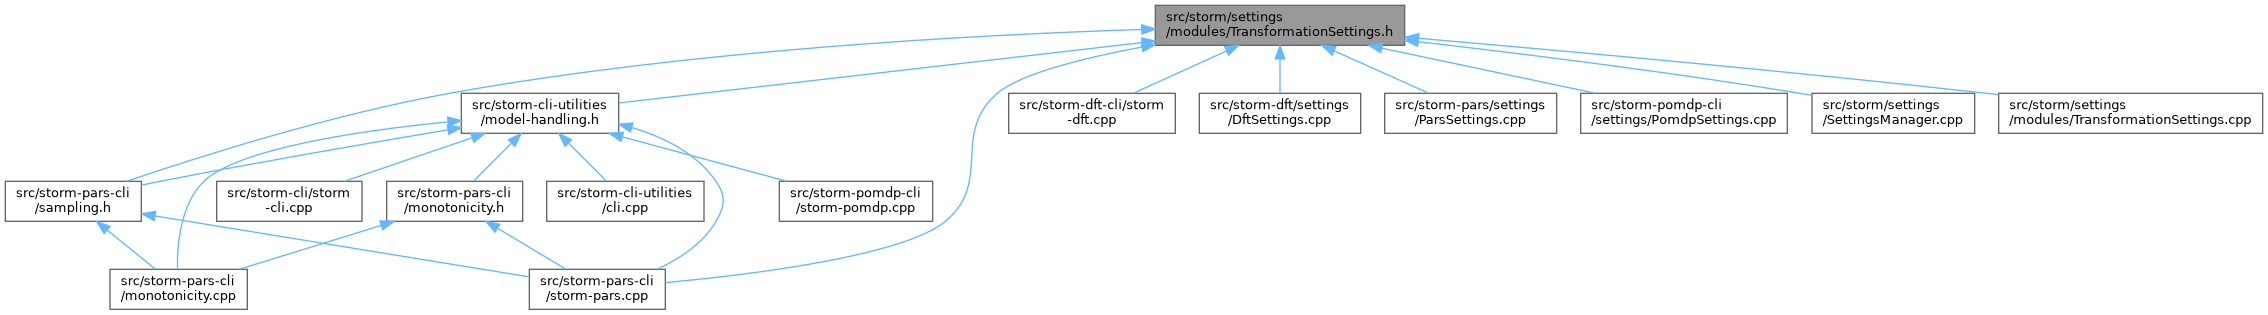 src/storm/settings
/modules/TransformationSettings.h
src/storm-cli-utilities
/model-handling.h
src/storm-dft-cli/storm
-dft.cpp
src/storm-dft/settings
/DftSettings.cpp
src/storm-pars/settings
/ParsSettings.cpp
src/storm-pomdp-cli
/settings/PomdpSettings.cpp
src/storm/settings
/SettingsManager.cpp
src/storm/settings
/modules/TransformationSettings.cpp
src/storm-pars-cli
/sampling.h
src/storm-cli/storm
-cli.cpp
src/storm-pars-cli
/monotonicity.h
src/storm-cli-utilities
/cli.cpp
src/storm-pomdp-cli
/storm-pomdp.cpp
src/storm-pars-cli
/monotonicity.cpp
src/storm-pars-cli
/storm-pars.cpp